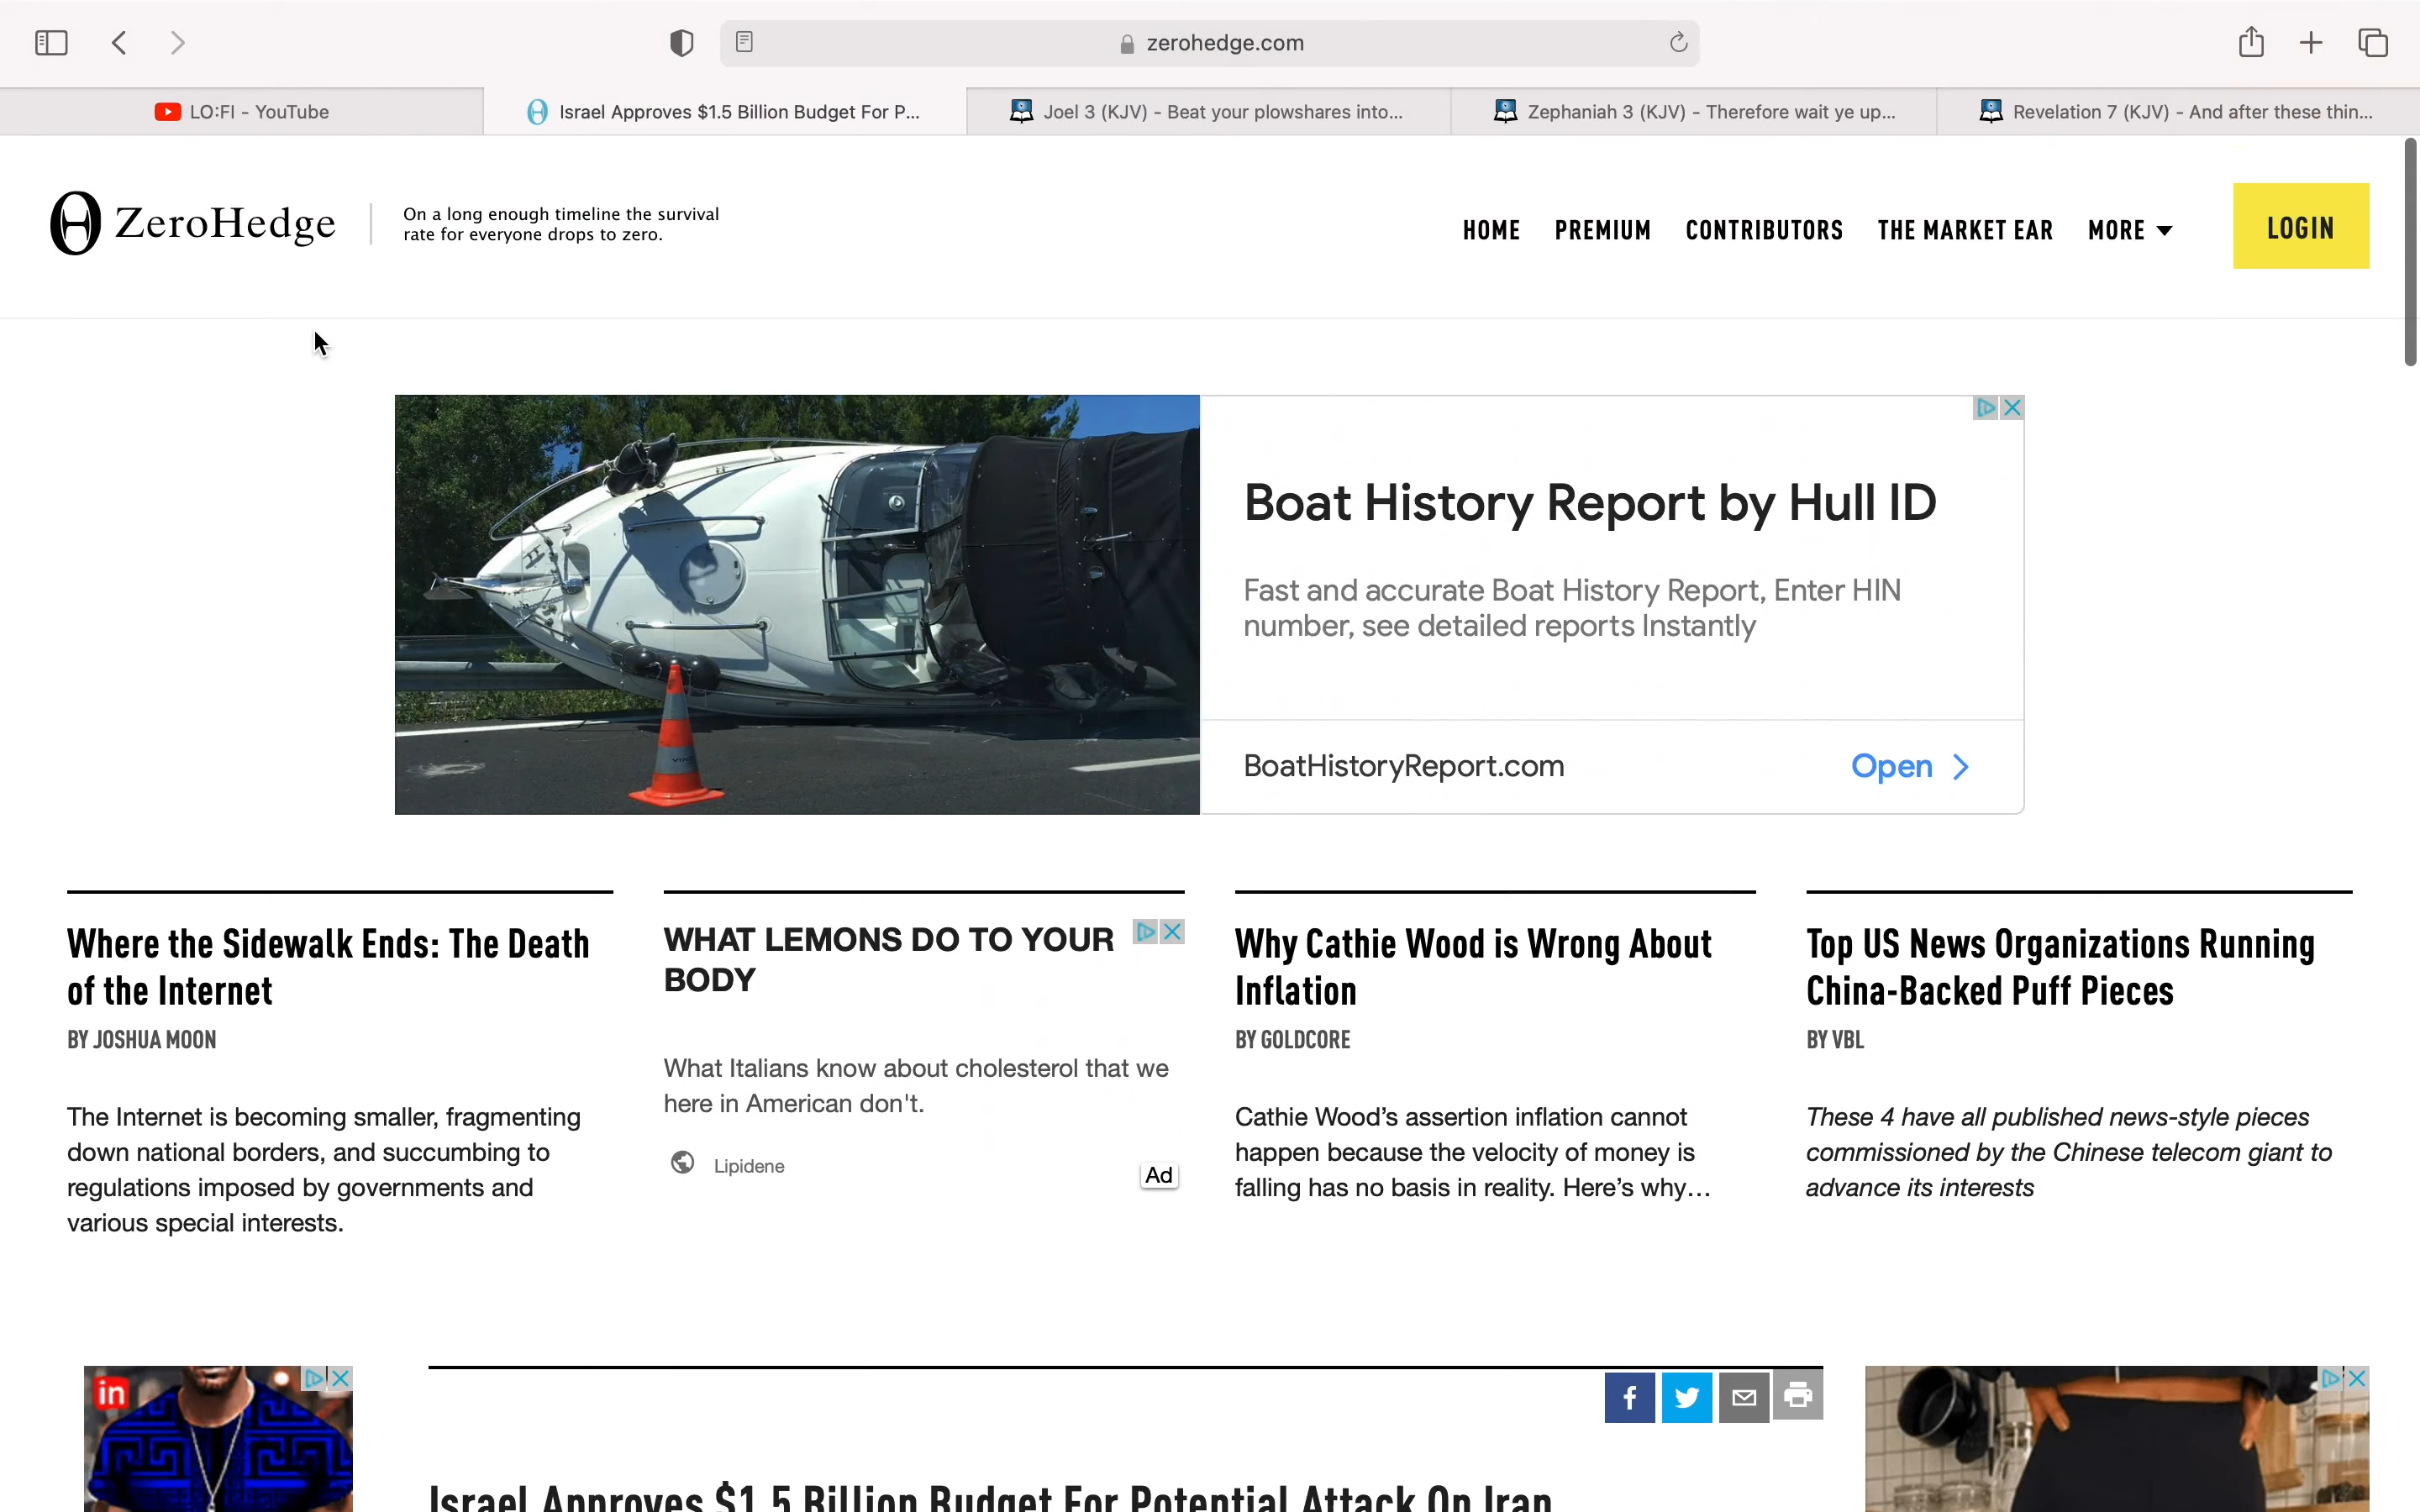 zerohedge.com
LO:FI - YouTube
Israel Approves $1.5 Billion Budget For P...
Joel 3 (KJV) - Beat your plowshares into...
Zephaniah 3 (KJV) - Therefore wait ye up...
Revelation 7 (KJV) - And after these thin...
ZeroHedge
On a long enough timeline the survival
rate for everyone drops to zero.
HOME PREMIUM CONTRIBUTORS THE MARKET EAR MORE
LOGIN
Boat History Report by Hull ID
Fast and accurate Boat History Report, Enter HIN
number, see detailed reports Instantly
BoatHistoryReport.com
Open
Where the Sidewalk Ends: The Death
of the Internet
BY JOSHUA MOON
The Internet is becoming smaller, fragmenting
down national borders, and succumbing to
regulations imposed by governments and
various special interests.
WHAT LEMONS DO TO YOUR
BODY
What Italians know about cholesterol that we
here in American don't.
Lipidene
Ad
Why Cathie Wood is Wrong About
Inflation
BY GOLDCORE
Cathie Wood’s assertion inflation cannot
happen because the velocity of money is
falling has no basis in reality. Here’s why…
Top US News Organizations Running
China-Backed Puff Pieces
BY VBL
These 4 have all published news-style pieces
commissioned by the Chinese telecom giant to
advance its interests
in
f
Israel Approves $1.5 Billion Budget For Potential Attack On Iran